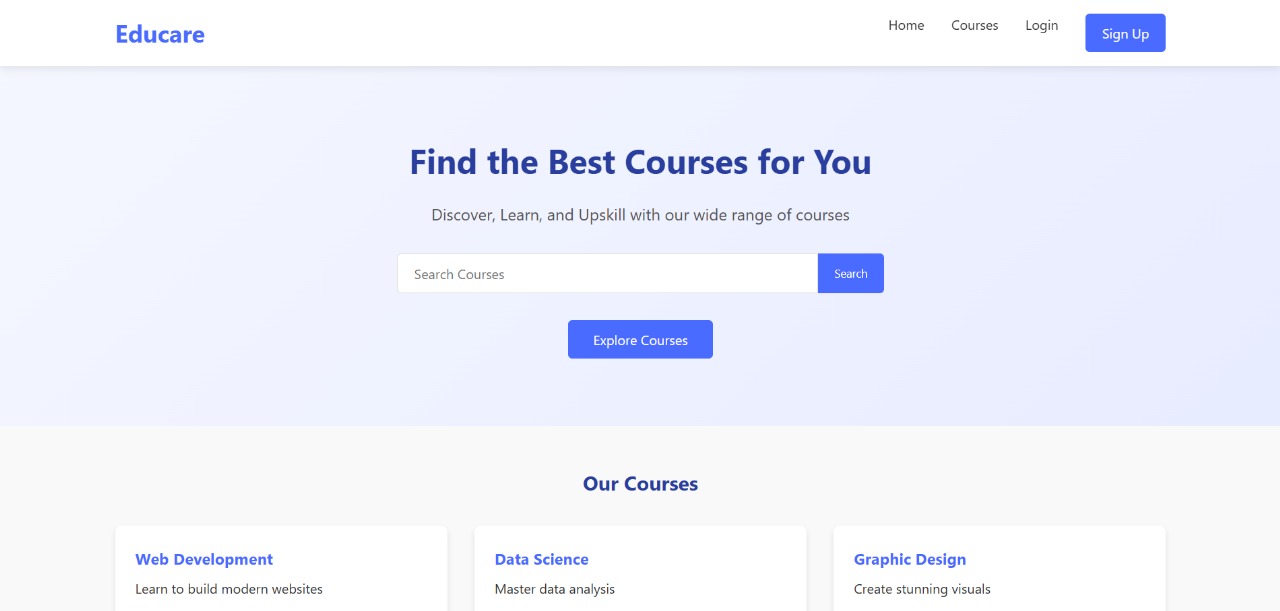 Educare
Home Courses Login Sign Up
Find the Best Courses for You
Discover, Learn, and Upskill with our wide range of courses
Search Courses Search
Explore Courses
Our Courses
Web Development
Learn to build modern websites
Data Science
Master data analysis
Graphic Design
Create stunning visuals